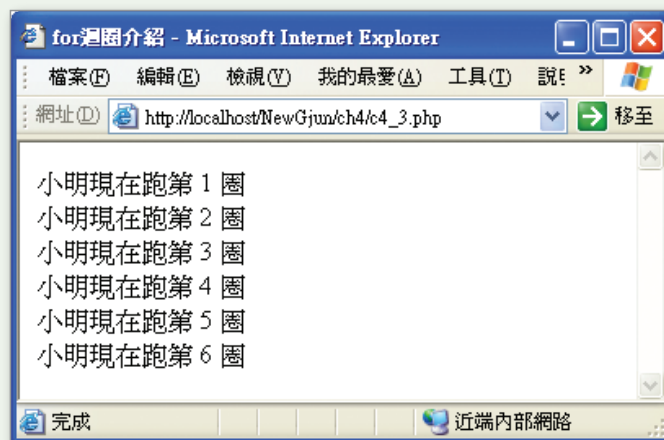 for迴圈介紹 - Microsoft Internet Explorer
檔案(F) 編輯(E) 檢視(V) 我的最愛(A) 工具(T) »
網址(D) http://localhost/NewGjun/ch4/c4_3.php 移至
小明現在跑第 1 圈
小明現在跑第 2 圈
小明現在跑第 3 圈
小明現在跑第 4 圈
小明現在跑第 5 圈
小明現在跑第 6 圈
完成 近端內部網路